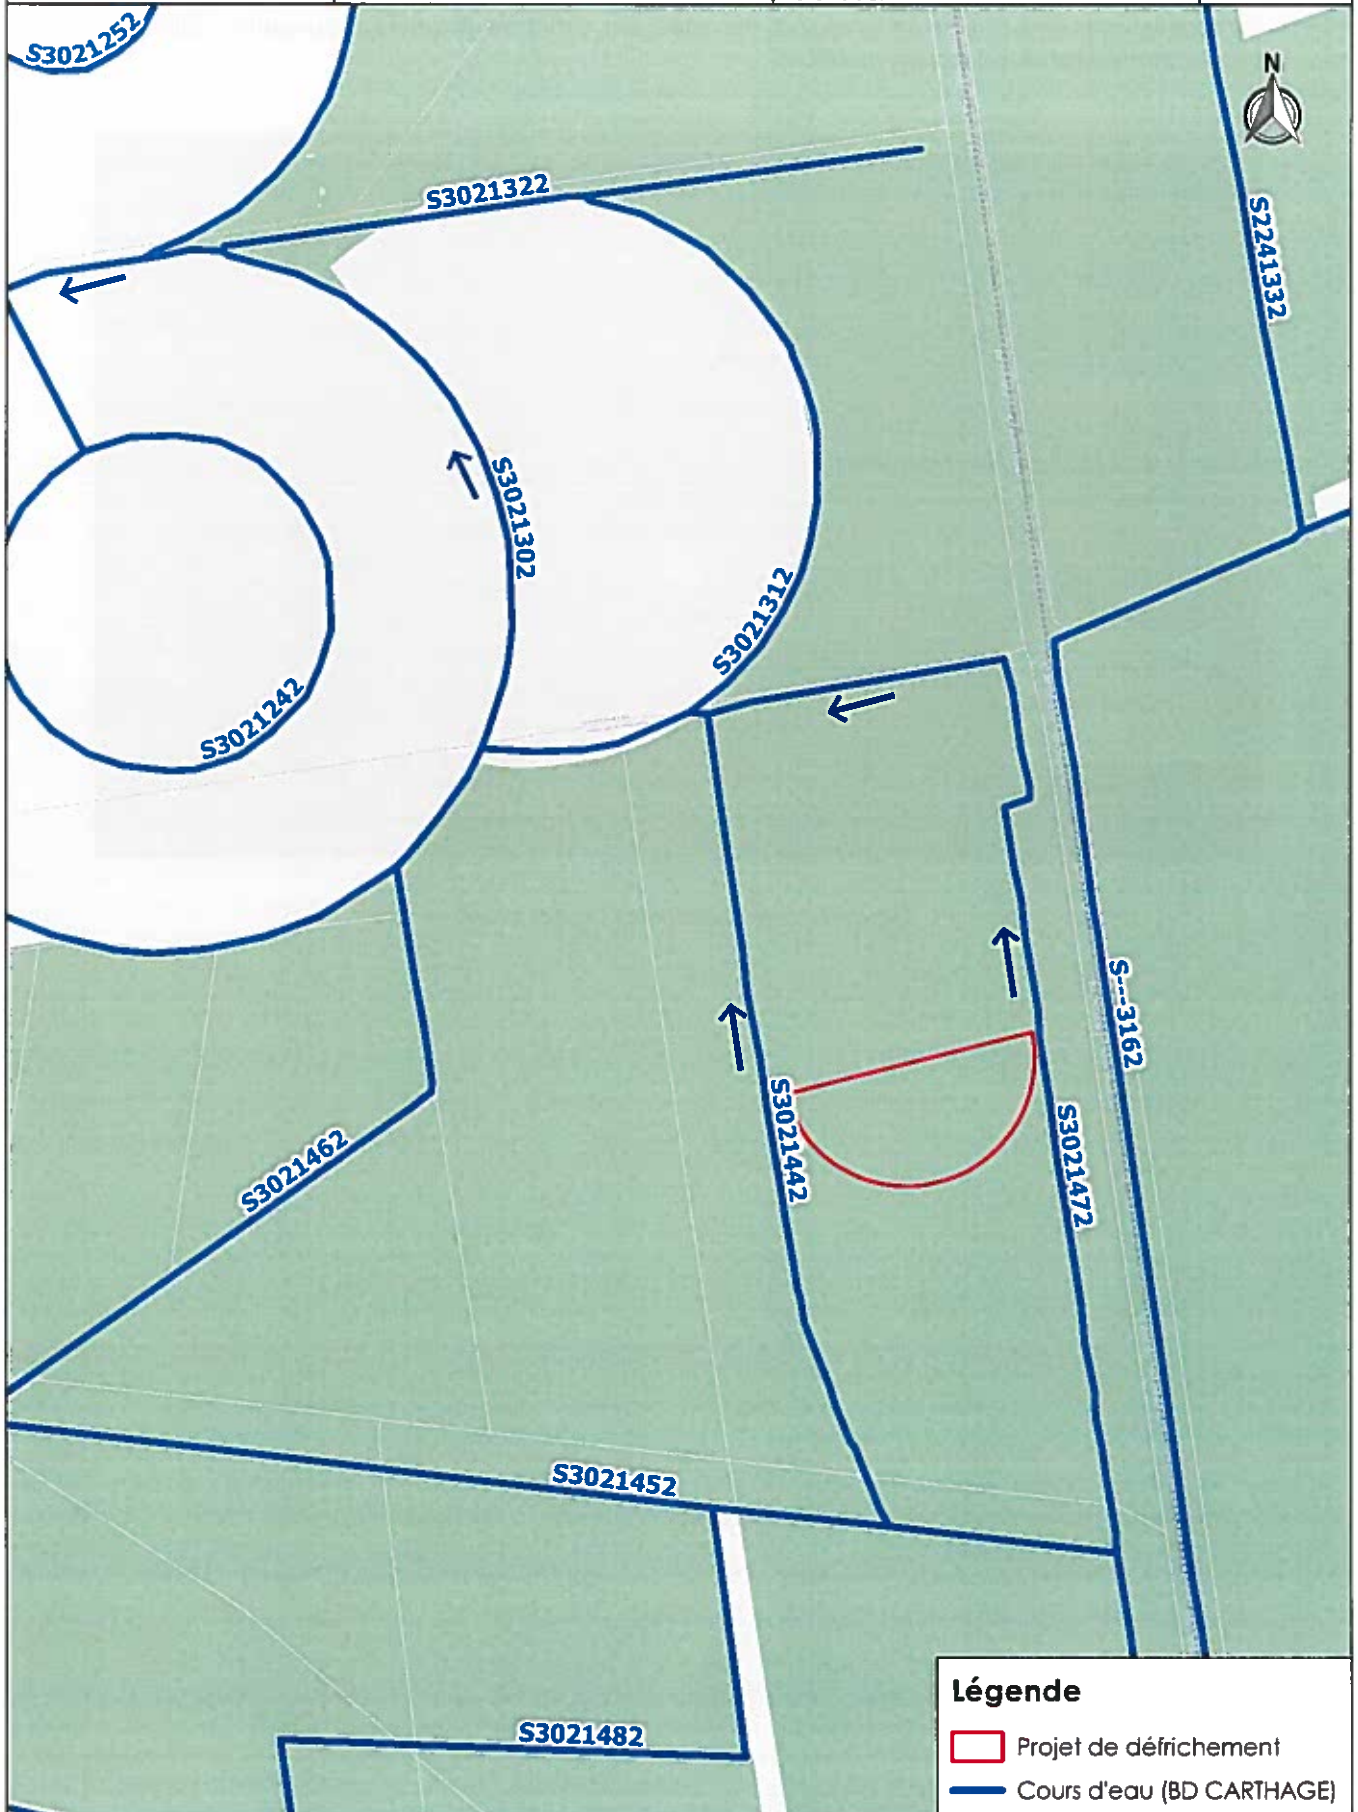 S3021252
N
S3021322
S2241332
S3021302
S3021312
S3021242
S---3162
S3021442
S3021472
S3021462
S3021452
S3021482
Légende
Projet de défrichement
Cours d'eau (BD CARTHAGE)